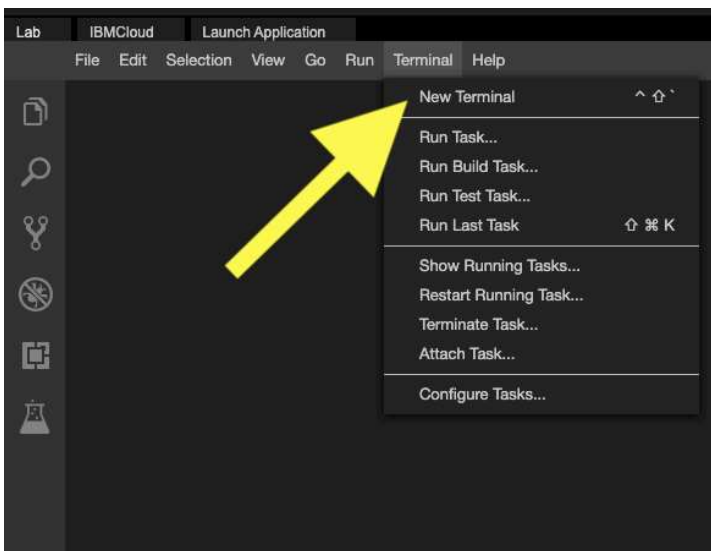 Lab IBMCloud Launch Application
File Edit Selection View Go Run Terminal Help
New Terminal ^ ⇧ `
Run Task...
Run Build Task...
Run Test Task...
Run Last Task ⇧ ⌘ K
Show Running Tasks...
Restart Running Task...
Terminate Task...
Attach Task...
Configure Tasks...